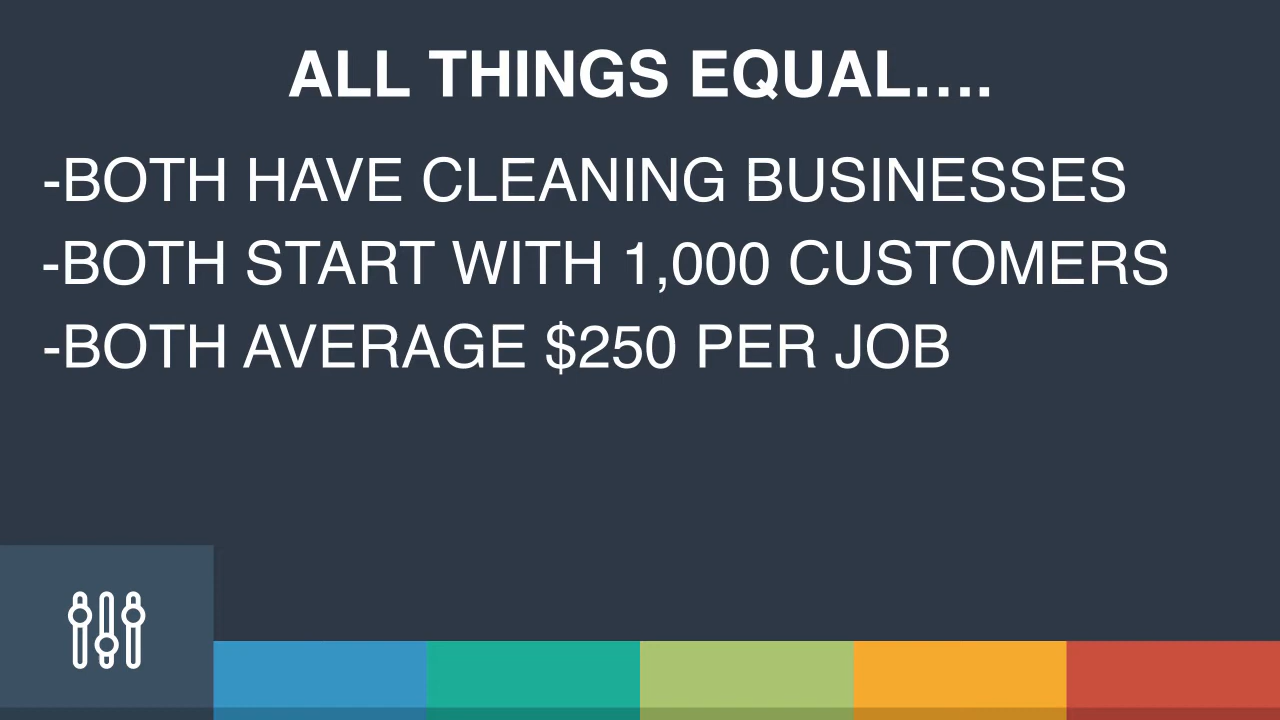 ALL THINGS EQUAL....
-BOTH HAVE CLEANING BUSINESSES
-BOTH START WITH 1,000 CUSTOMERS
-BOTH AVERAGE $250 PER JOB